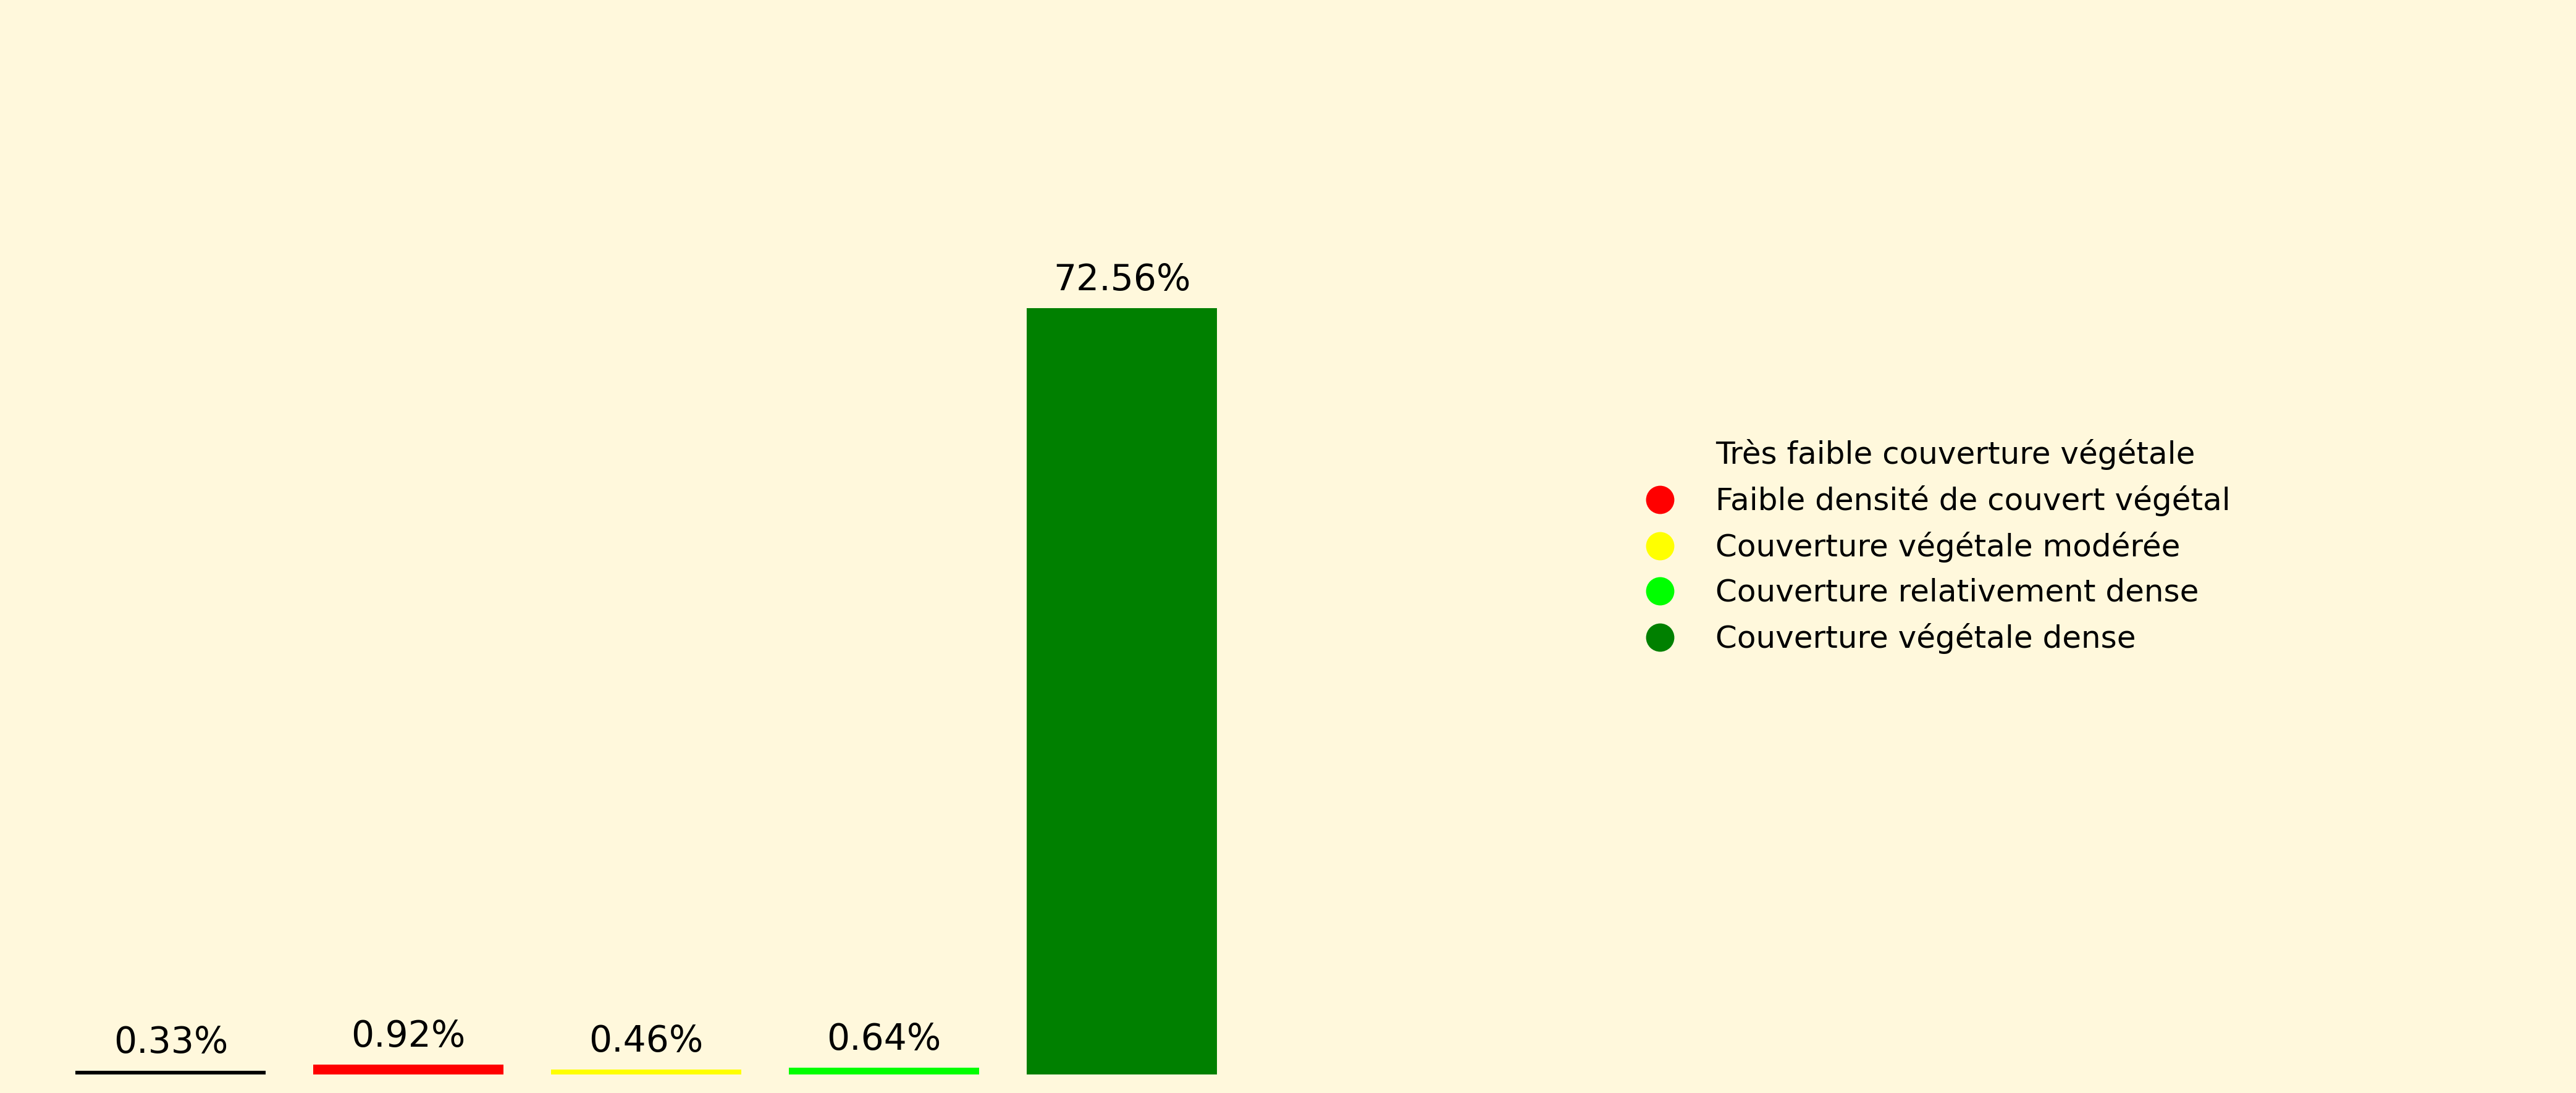 72.56%
Très faible couverture végétale
Faible densité de couvert végétal
Couverture végétale modérée
Couverture relativement dense
Couverture végétale dense
0.33%
0.92%
0.46%
0.64%